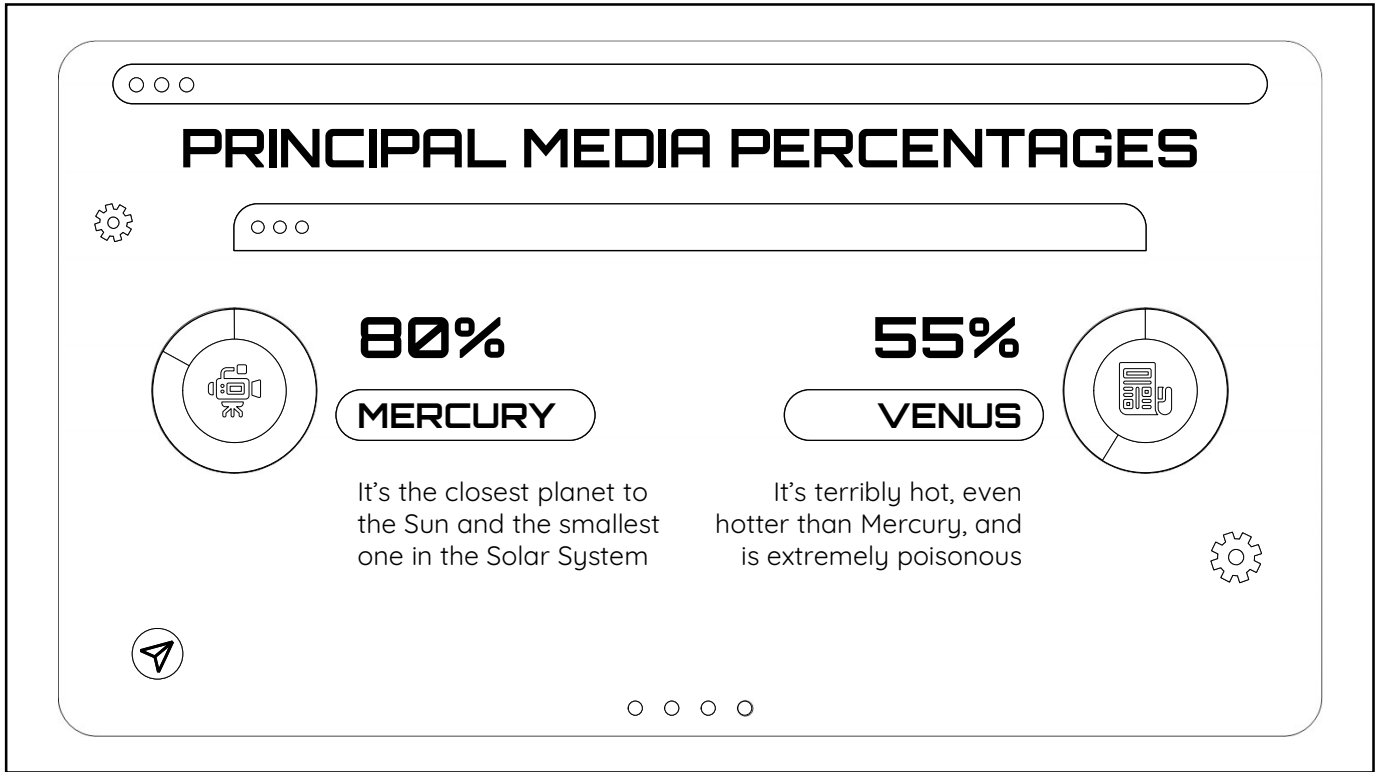 PRINCIPAL MEDIA PERCENTAGES
80%
MERCURY
It’s the closest planet to
the Sun and the smallest
one in the Solar System
55%
VENUS
It’s terribly hot, even
hotter than Mercury, and
is extremely poisonous